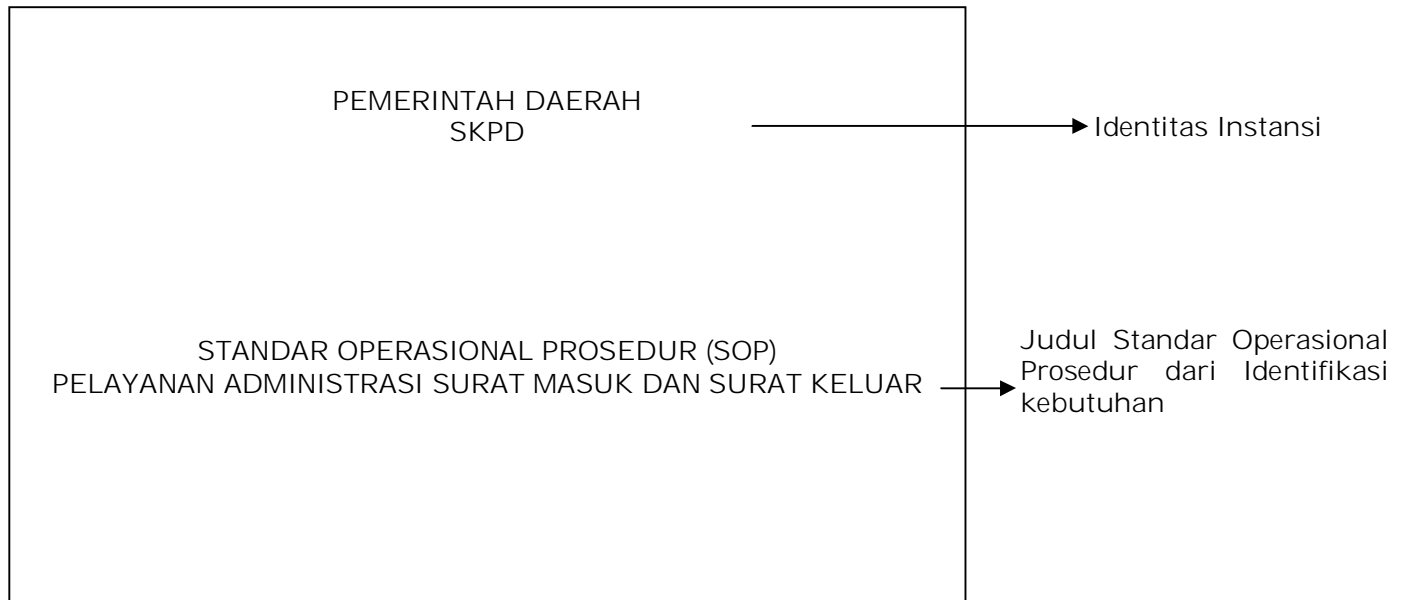 PEMERINTAH DAERAH
SKPD
Identitas Instansi
STANDAR OPERASIONAL PROSEDUR (SOP)
PELAYANAN ADMINISTRASI SURAT MASUK DAN SURAT KELUAR
Judul Standar Operasional
Prosedur dari Identifikasi
kebutuhan